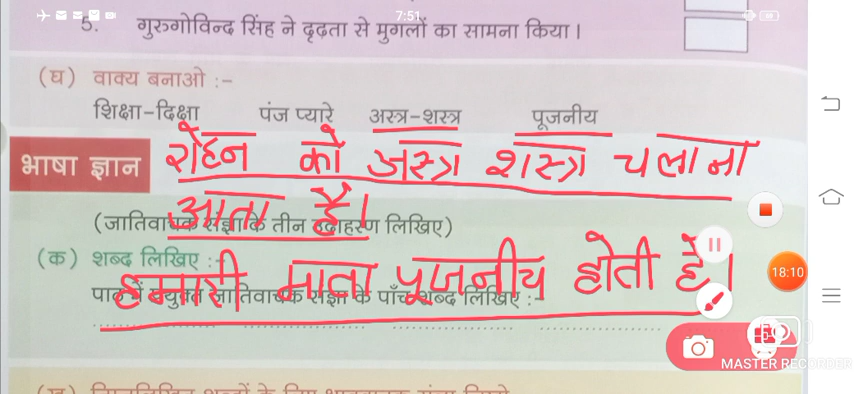 7:51
5. गुरुगोविन्द सिंह ने दृढ़ता से मुगलों का सामना किया।
(घ) वाक्य बनाओ :-
शिक्षा-दिक्षा पंज प्यारे अस्त्र-शस्त्र पूजनीय
भाषा ज्ञान
रोहन को अस्त्र शस्त्र चलाना
आता है।
(जातिवाचक संज्ञा के तीन उदाहरण लिखिए)
(क) शब्द लिखिए :-
हमारी माता पूजनीय होती है।
पाठ में प्रयुक्त जातिवाचक संज्ञा के पाँच शब्द लिखिए :-
18:10
MASTER RECORDER